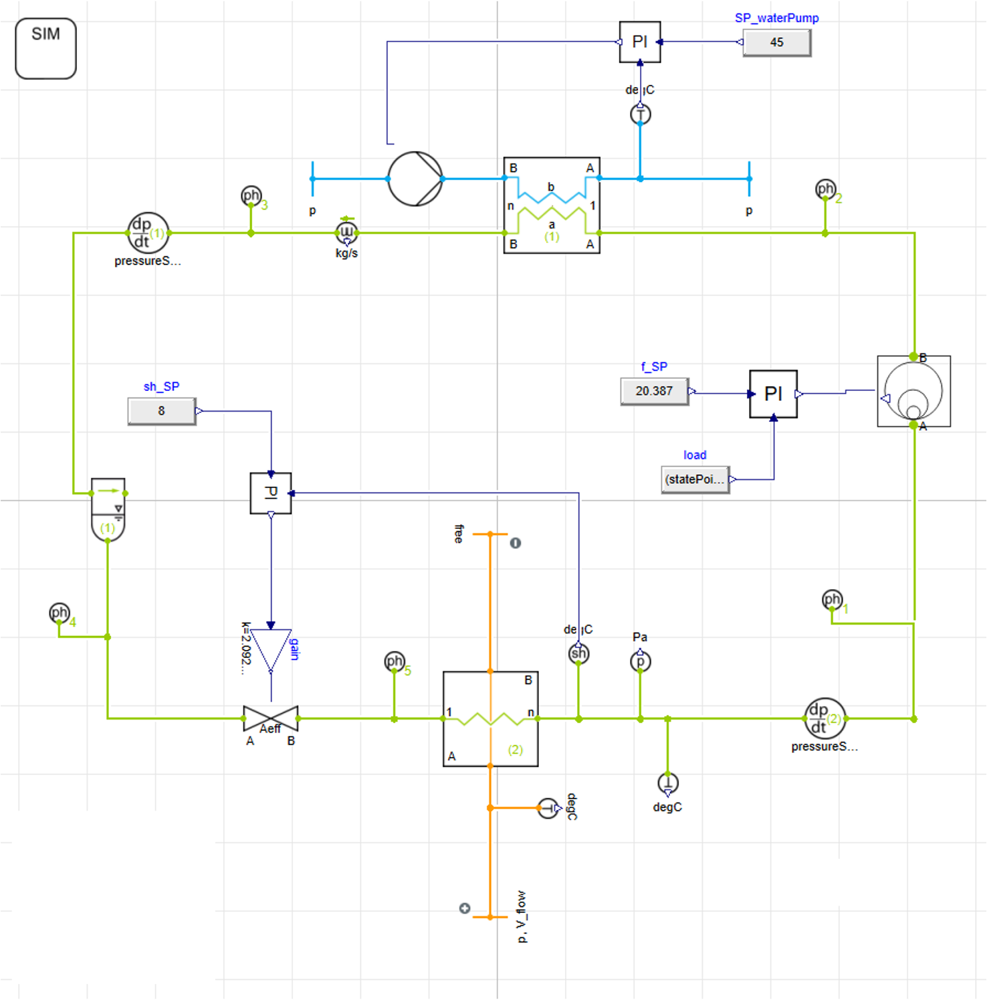 SP_waterPump
SIM
PI
45
degC
T
B
A
b
ph
2
ph
3
n
1
p
p
dp
dt
(1)
a
(1)
kg/s
B
A
pressureS...
B
f_SP
sh_SP
20.387
PI
8
A
load
(statePoi...
PI
(1)
free
ph
1
ph
4
k=2.092...
gain
degC
sh
Pa
p
ph
5
B
1
n
dp
dt
(2)
Aeff
A
B
A
(2)
pressureS...
T
degC
T
degC
p, V_flow